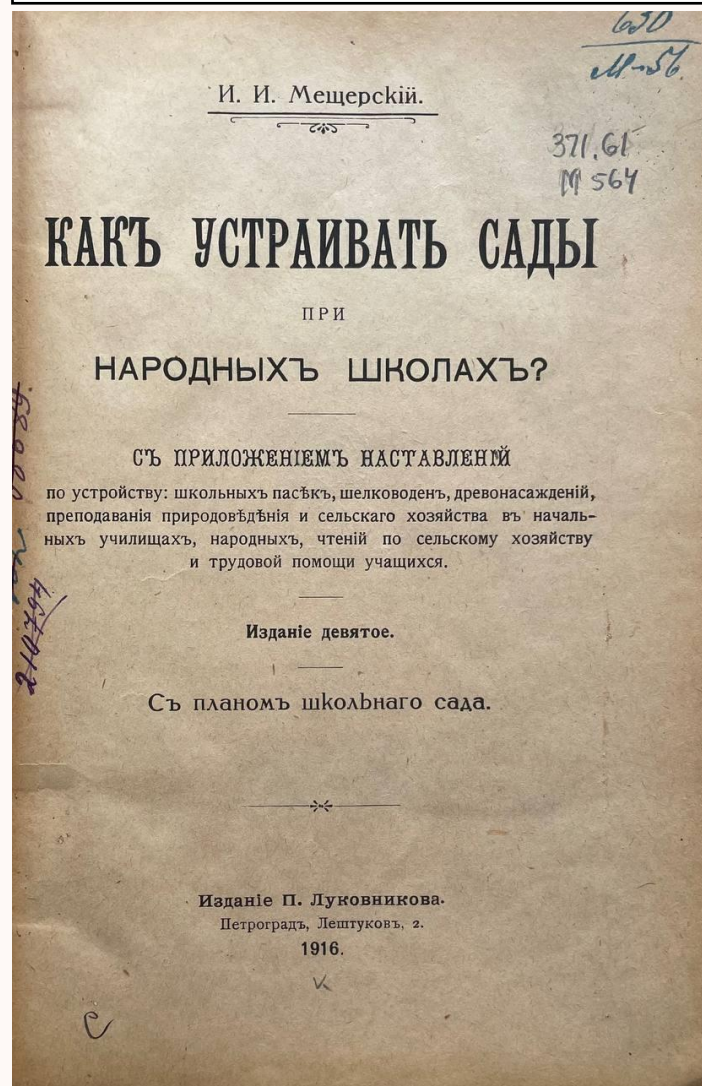 630
М-56.
И. И. Мещерскій.
371.61
М 564
КАКЪ УСТРАИВАТЬ САДЫ
ПРИ
НАРОДНЫХЪ ШКОЛАХЪ?
СЪ ПРИЛОЖЕНІЕМЪ НАСТАВЛЕНІЙ
по устройству: школьныхъ пасѣкъ, шелководенъ, древонасажденій,
преподаванія природовѣдѣнія и сельскаго хозяйства въ началь-
ныхъ училищахъ, народныхъ, чтеній по сельскому хозяйству
и трудовой помощи учащихся.
Изданіе девятое.
Съ планомъ школьнаго сада.
Изданіе П. Луковникова.
Петроградъ, Лештуковъ, 2.
1916.